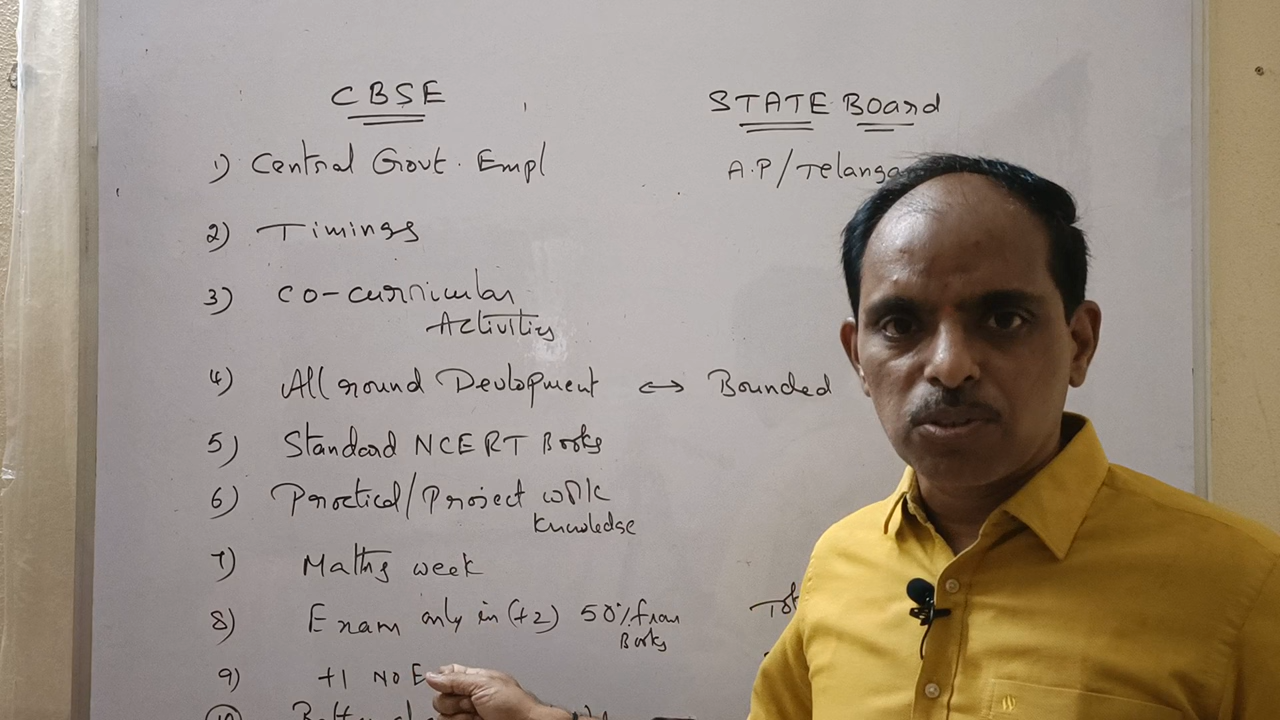 CBSE STATE Board
1) Central Govt. Empl A.P/Telanga
2) Timings
3) co-curricular
Activities
4) All round Devlopment ↔ Bounded
5) Standard NCERT Books
6) Practical/Project work
knowledge
7) Maths week
8) Exam only in (+2) 50% from
Books
9) +1 NO E
10)